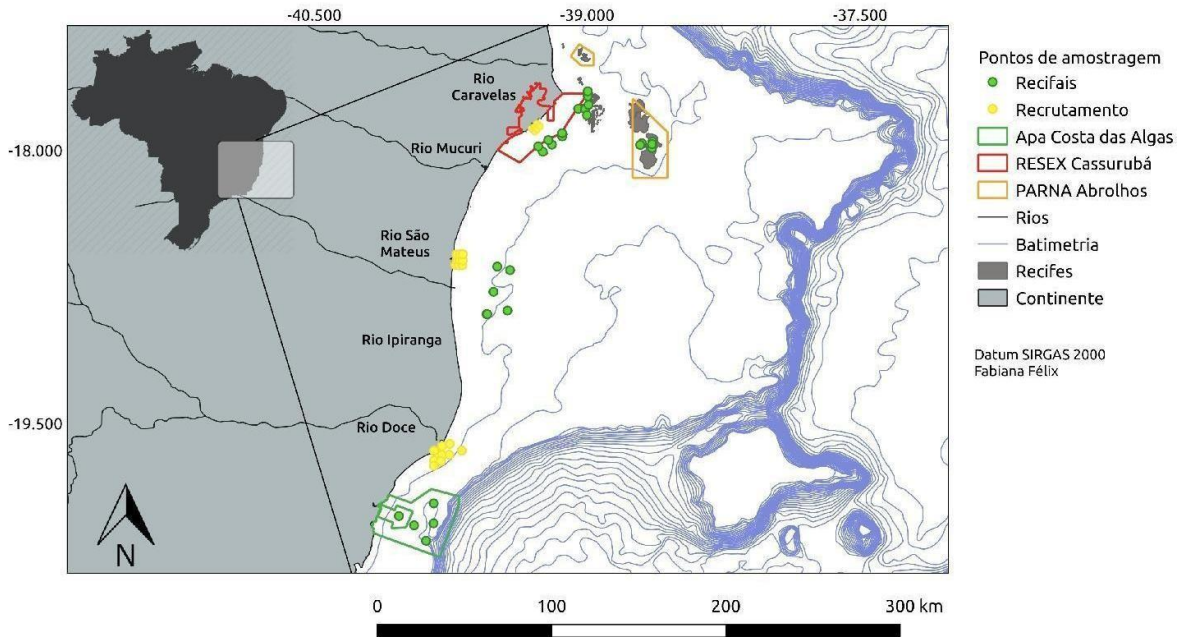 -40.500
-39.000
-37.500
-18.000
-19.500
Rio
Caravelas
Rio Mucuri
Rio São
Mateus
Rio Ipiranga
Rio Doce
N
Pontos de amostragem
Recifais
Recrutamento
Apa Costa das Algas
RESEX Cassurubá
PARNA Abrolhos
Rios
Batimetria
Recifes
Continente
Datum SIRGAS 2000
Fabiana Félix
0
100
200
300 km